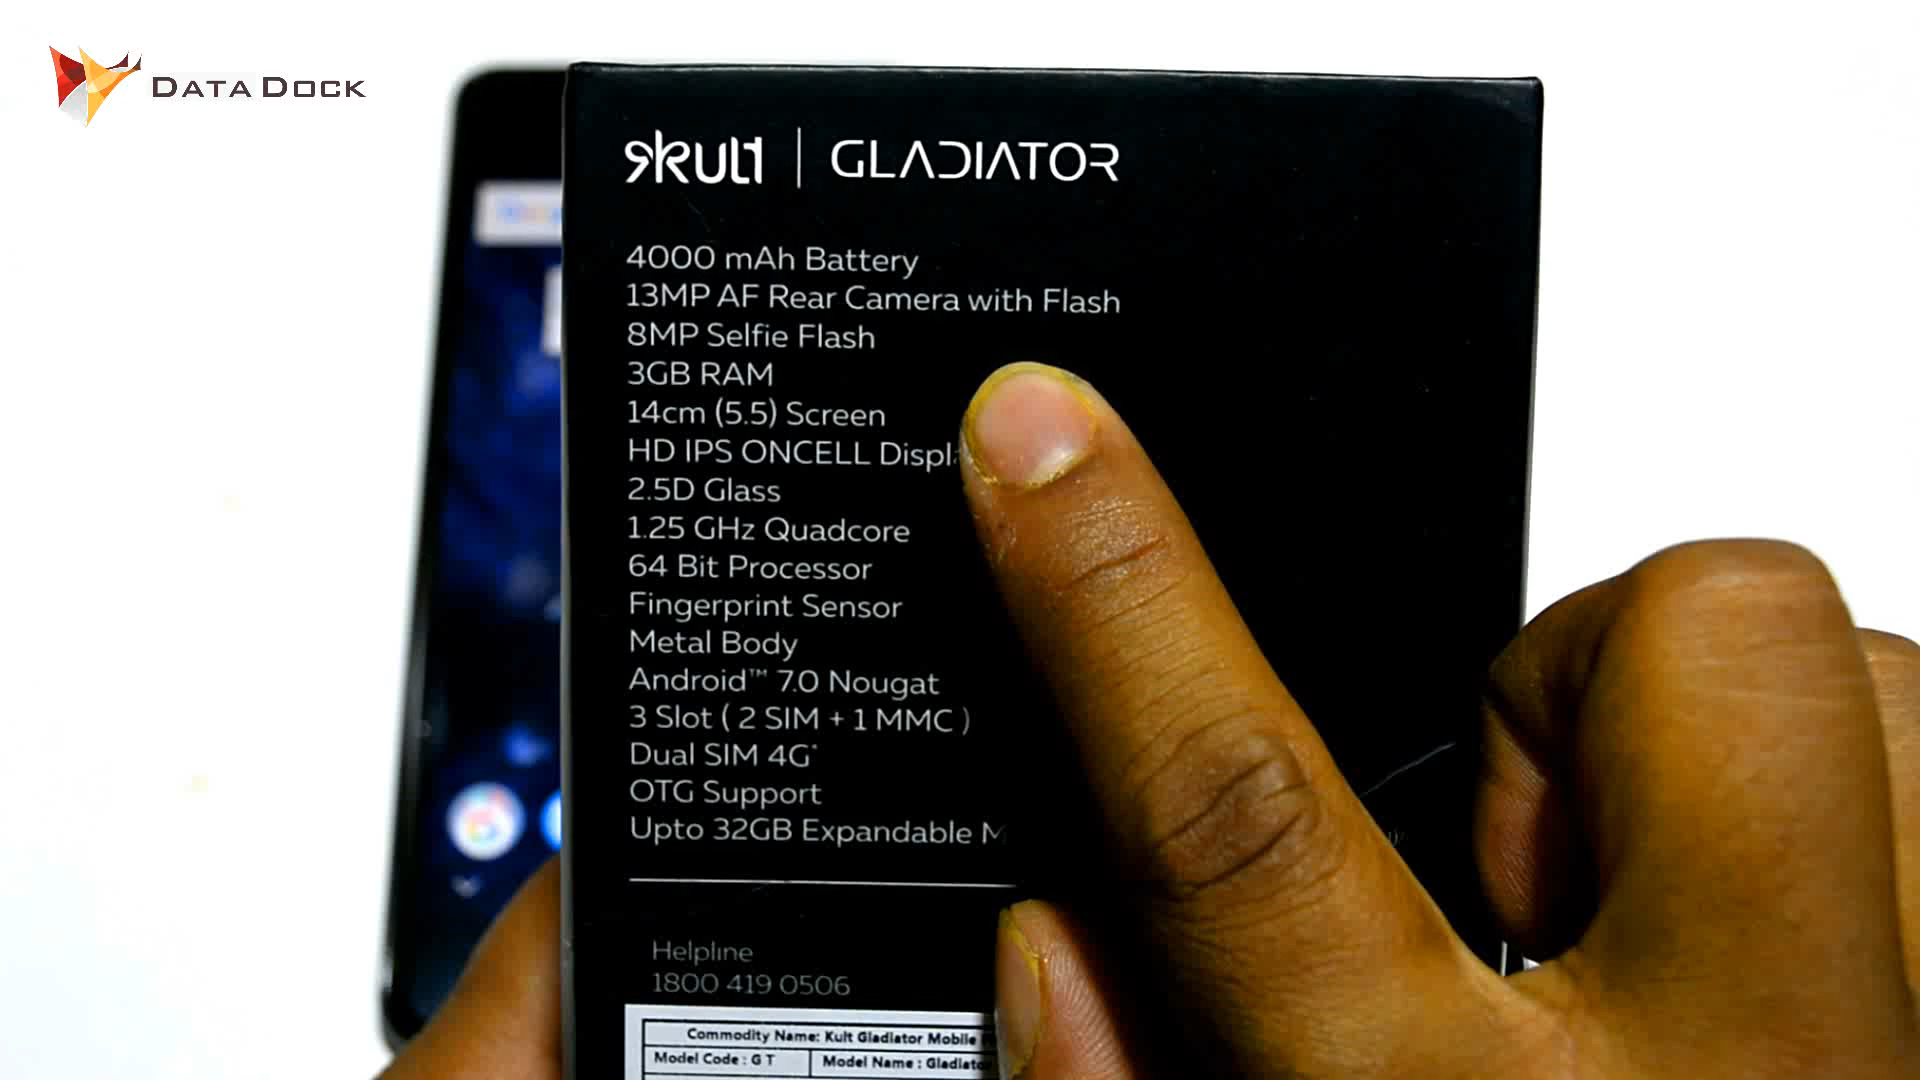 DATA DOCK
kult | GLADIATOR
4000 mAh Battery
13MP AF Rear Camera with Flash
8MP Selfie Flash
3GB RAM
14cm (5.5) Screen
HD IPS ONCELL
2.5D Glass
1.25 GHz Quadcore
64 Bit Processor
Fingerprint Sensor
Metal Body
Android™ 7.0 Nougat
3 Slot ( 2 SIM + 1 MMC )
Dual SIM 4G*
OTG Support
Upto 32GB Expandable
Helpline
1800 419 0506
Commodity Name: Kult Gladiator Mobile
Model Code : G T Model Name : Gladiator